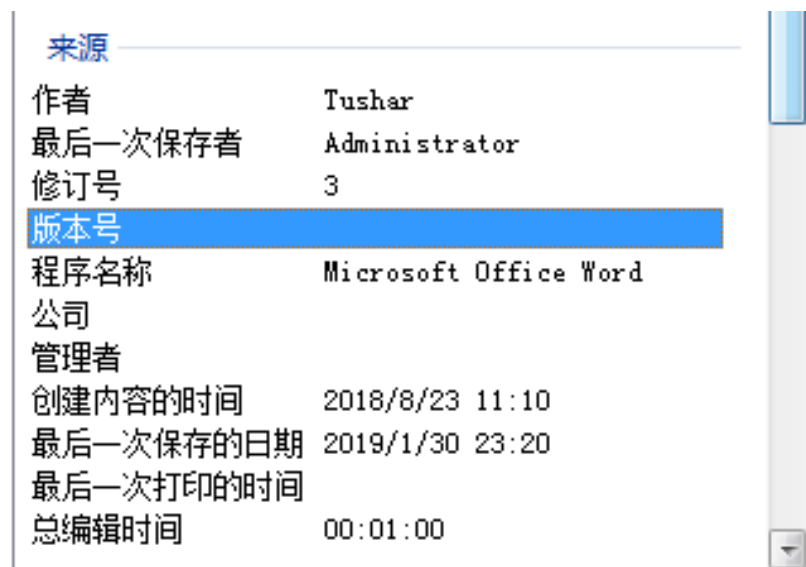 来源
作者 Tushar
最后一次保存者 Administrator
修订号 3
版本号
程序名称 Microsoft Office Word
公司
管理者
创建内容的时间 2018/8/23 11:10
最后一次保存的日期 2019/1/30 23:20
最后一次打印的时间
总编辑时间 00:01:00